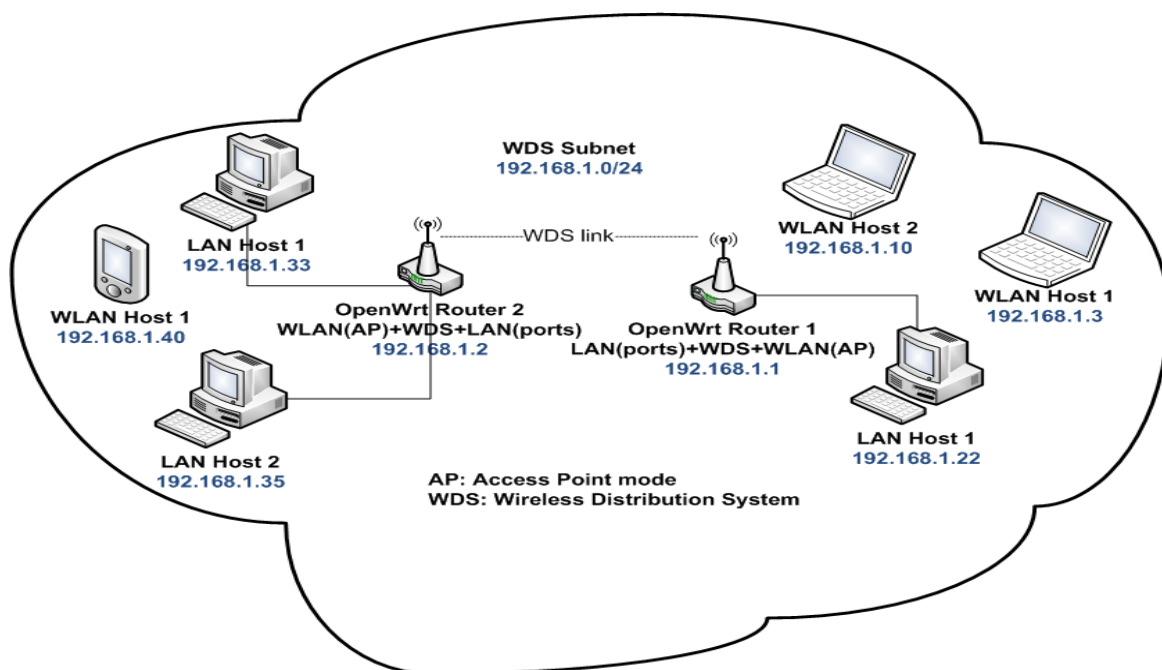 WDS Subnet
192.168.1.0/24
LAN Host 1
192.168.1.33
WLAN Host 1
192.168.1.40
LAN Host 2
192.168.1.35
OpenWrt Router 2
WLAN(AP)+WDS+LAN(ports)
192.168.1.2
WDS link
OpenWrt Router 1
LAN(ports)+WDS+WLAN(AP)
192.168.1.1
WLAN Host 2
192.168.1.10
WLAN Host 1
192.168.1.3
LAN Host 1
192.168.1.22
AP: Access Point mode
WDS: Wireless Distribution System